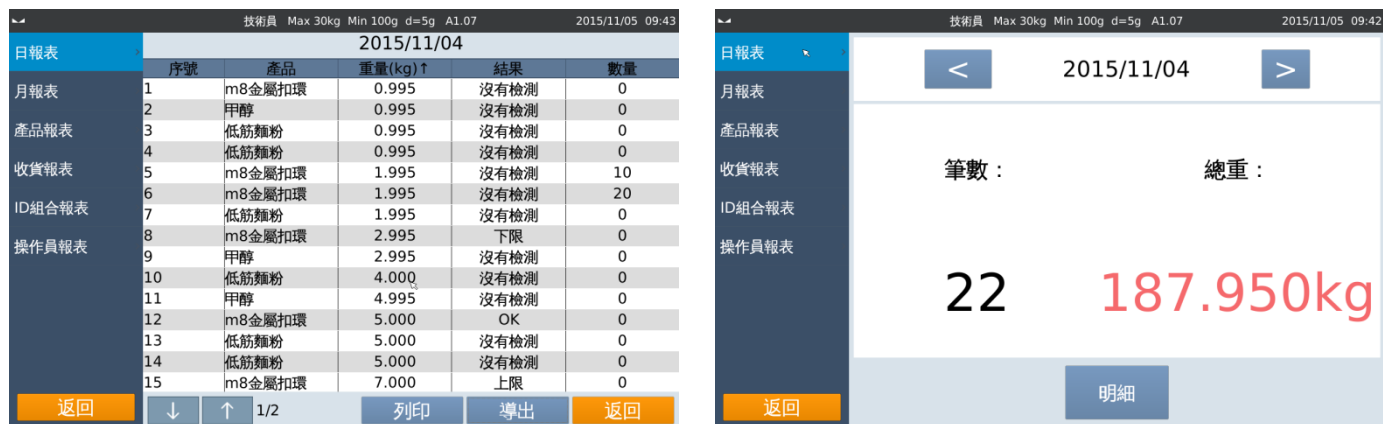 技術員 Max 30kg Min 100g d=5g A1.07 2015/11/05 09:43
日報表
月報表
產品報表
收貨報表
ID組合報表
操作員報表
返回
2015/11/04
序號 產品 重量(kg)↑ 結果 數量
1 m8金屬扣環 0.995 沒有檢測 0
2 甲醇 0.995 沒有檢測 0
3 低筋麵粉 0.995 沒有檢測 0
4 低筋麵粉 0.995 沒有檢測 0
5 m8金屬扣環 1.995 沒有檢測 10
6 m8金屬扣環 1.995 沒有檢測 20
7 低筋麵粉 1.995 沒有檢測 0
8 m8金屬扣環 2.995 下限 0
9 甲醇 2.995 沒有檢測 0
10 低筋麵粉 4.000 沒有檢測 0
11 甲醇 4.995 沒有檢測 0
12 m8金屬扣環 5.000 OK 0
13 低筋麵粉 5.000 沒有檢測 0
14 低筋麵粉 5.000 沒有檢測 0
15 m8金屬扣環 7.000 上限 0
↓ ↑ 1/2 列印 導出 返回
技術員 Max 30kg Min 100g d=5g A1.07 2015/11/05 09:42
日報表
月報表
產品報表
收貨報表
ID組合報表
操作員報表
返回
< 2015/11/04 >
筆數： 總重：
22 187.950kg
明細